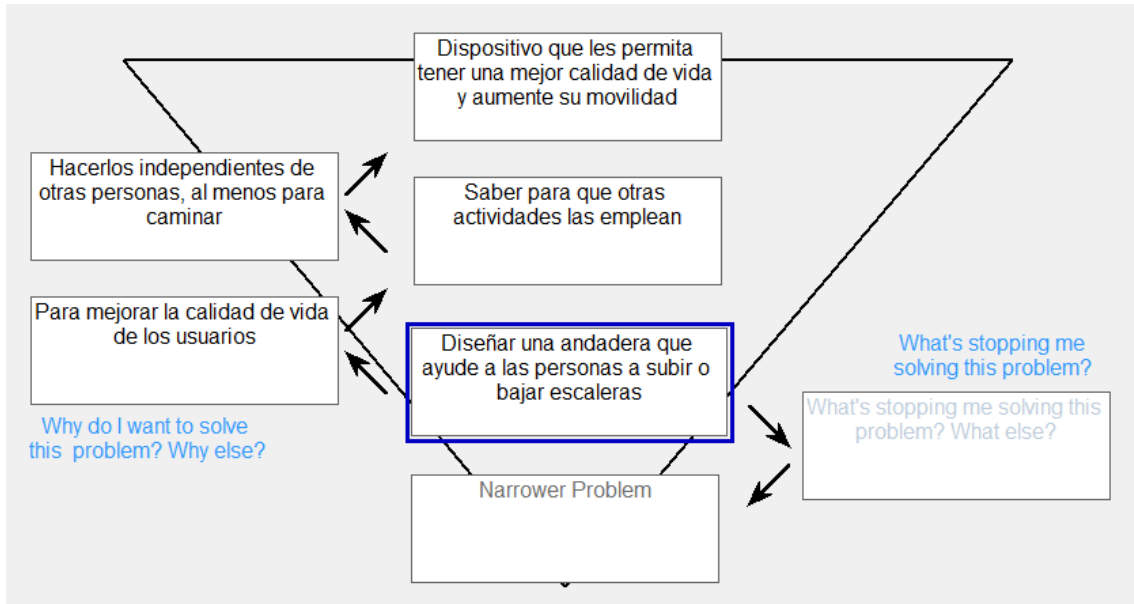 Dispositivo que les permita
tener una mejor calidad de vida
y aumente su movilidad
Hacerlos independientes de
otras personas, al menos para
caminar
Saber para que otras
actividades las emplean
Para mejorar la calidad de vida
de los usuarios
Diseñar una andadera que
ayude a las personas a subir o
bajar escaleras
What's stopping me
solving this problem?
What's stopping me solving this
problem? What else?
Why do I want to solve
this problem? Why else?
Narrower Problem